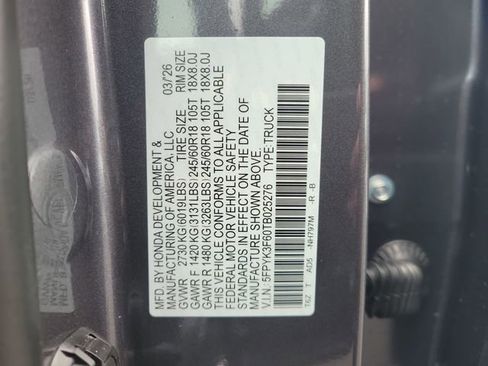 MFD. BY HONDA DEVELOPMENT &
MANUFACTURING OF AMERICA, LLC 03/26
GVWR 2730 KG(6019LBS) TIRE SIZE RIM SIZE
GAWR F 1420 KG(3131LBS) 245/60R18 105T 18X8.0J
GAWR R 1480 KG(3263LBS) 245/60R18 105T 18X8.0J
THIS VEHICLE CONFORMS TO ALL APPLICABLE
FEDERAL MOTOR VEHICLE SAFETY
STANDARDS IN EFFECT ON THE DATE OF
MANUFACTURE SHOWN ABOVE.
V.I.N. 5FPYK3F60TB025276 TYPE:TRUCK
T6Z T A05 -NH797M -R -B